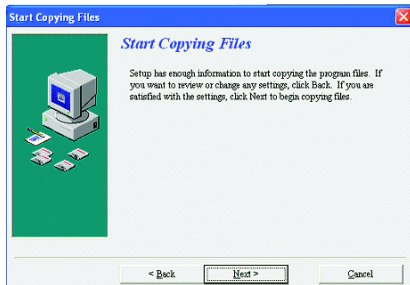 Start Copying Files
Start Copying Files
Setup has enough information to start copying the program files. If
you want to review or change any settings, click Back. If you are
satisfied with the settings, click Next to begin copying files.
< Back
Next >
Cancel